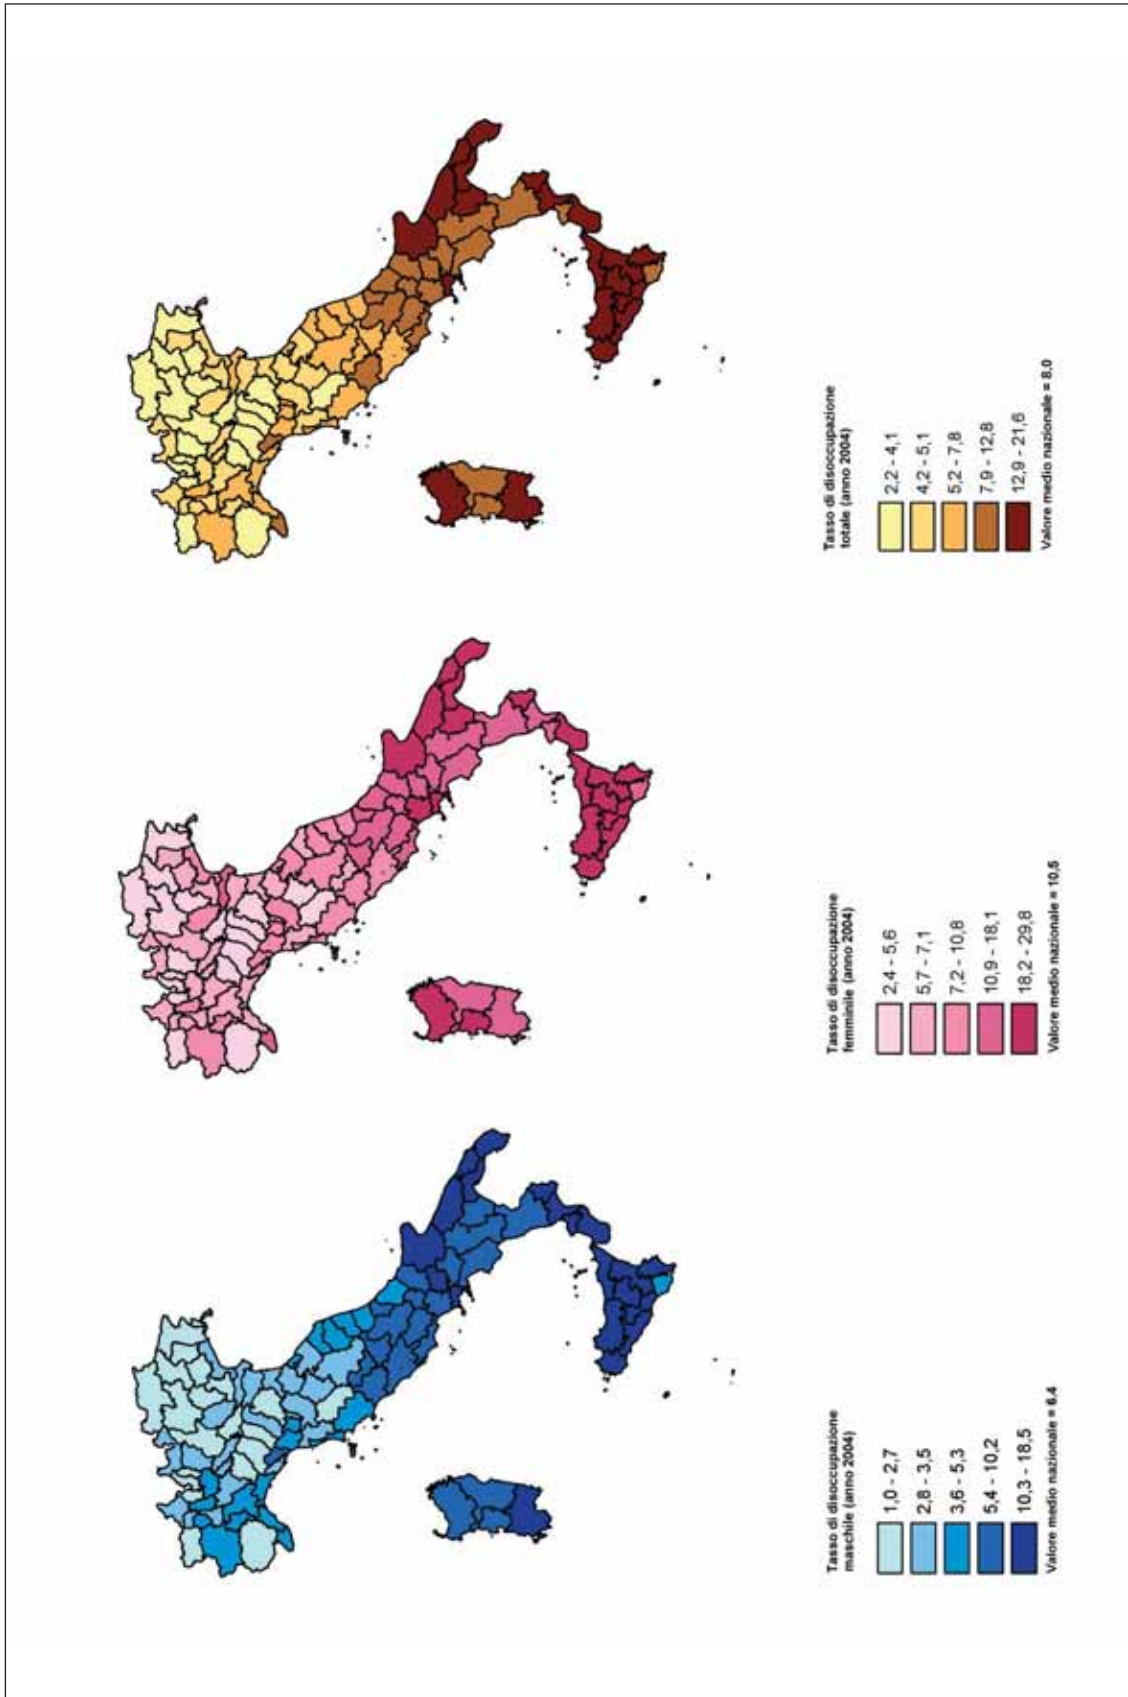 Tasso di disoccupazione
maschile (anno 2004)
1,0 - 2,7
2,8 - 3,5
3,6 - 5,3
5,4 - 10,2
10,3 - 18,5
Valore medio nazionale = 6.4
Tasso di disoccupazione
femminile (anno 2004)
2,4 - 5,6
5,7 - 7,1
7,2 - 10,8
10,9 - 18,1
18,2 - 29,8
Valore medio nazionale = 10,5
Tasso di disoccupazione
totale (anno 2004)
2,2 - 4,1
4,2 - 5,1
5,2 - 7,8
7,9 - 12,8
12,9 - 21,6
Valore medio nazionale = 8,0